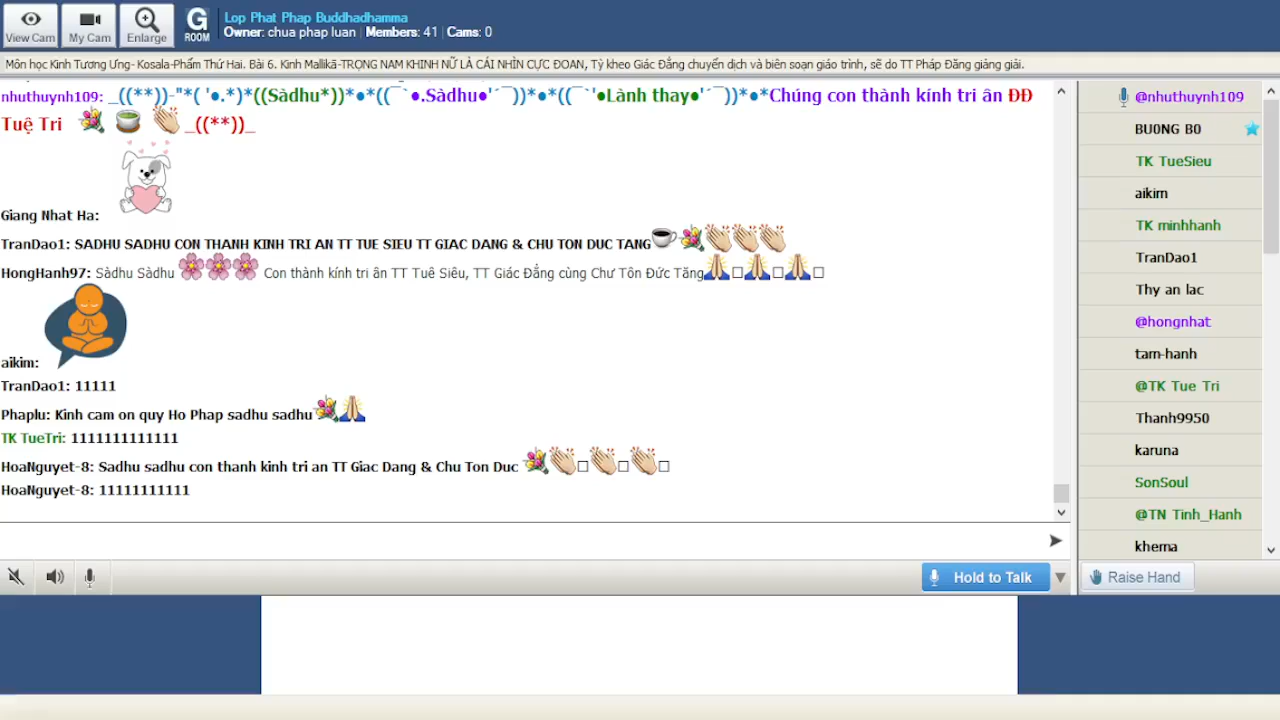 View Cam
My Cam
Enlarge
G
ROOM
Lop Phat Phap Buddhadhamma
Owner: chua phap luan | Members: 41 | Cams: 0
Môn học Kinh Tương Ưng- Kosala-Phẩm Thứ Hai. Bài 6. Kinh Mallikā-TRỌNG NAM KHINH NỮ LÀ CÁI NHÌN CỰC ĐOAN, Tỳ kheo Giác Đẳng chuyển dịch và biên soạn giáo trình, sẽ do TT Pháp Đăng giảng giải.
nhuthuynh109: _((**))-"*( '●.*)*((Sàdhu*))*●*((¯`●.Sàdhu●'´¯))*●*((¯`'●Lành thay●'´¯))*●*Chúng con thành kính tri ân ĐĐ
Tuệ Tri _((**))_
Giang Nhat Ha:
TranDao1: SADHU SADHU CON THANH KINH TRI AN TT TUE SIEU TT GIAC DANG & CHU TON DUC TANG
HongHanh97: Sàdhu Sàdhu Con thành kính tri ân TT Tuê Siêu, TT Giác Đẳng cùng Chư Tôn Đức Tăng
aikim:
TranDao1: 11111
Phaplu: Kinh cam on quy Ho Phap sadhu sadhu
TK TueTri: 1111111111111
HoaNguyet-8: Sadhu sadhu con thanh kinh tri an TT Giac Dang & Chu Ton Duc
HoaNguyet-8: 11111111111
@nhuthuynh109
BU0NG B0
TK TueSieu
aikim
TK minhhanh
TranDao1
Thy an lac
@hongnhat
tam-hanh
@TK Tue Tri
Thanh9950
karuna
SonSoul
@TN Tinh_Hanh
khema
Hold to Talk
Raise Hand